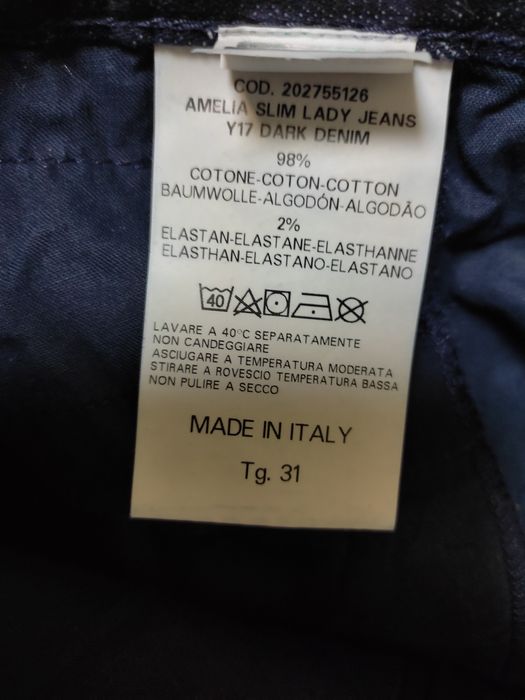 COD. 202755126
AMELIA SLIM LADY JEANS
Y17 DARK DENIM
98%
COTONE-COTON-COTTON
BAUMWOLLE-ALGODÓN-ALGODÃO
2%
ELASTAN-ELASTANE-ELASTHANNE
ELASTHAN-ELASTANO-ELASTANO
40
LAVARE A 40°C SEPARATAMENTE
NON CANDEGGIARE
ASCIUGARE A TEMPERATURA MODERATA
STIRARE A ROVESCIO TEMPERATURA BASSA
NON PULIRE A SECCO
MADE IN ITALY
Tg. 31